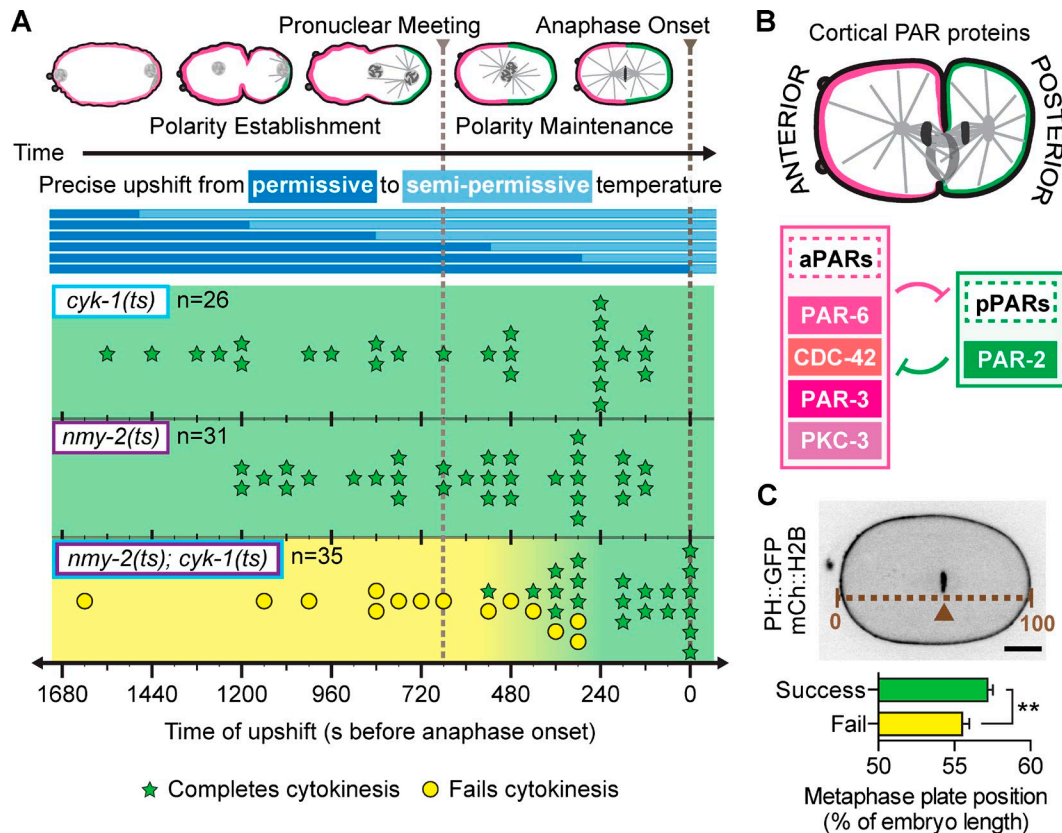 A
Pronuclear Meeting
Anaphase Onset
Polarity Establishment
Polarity Maintenance
Time
Precise upshift from permissive to semi-permissive temperature
cyk-1(ts) n=26
nmy-2(ts) n=31
nmy-2(ts); cyk-1(ts) n=35
1680 1440 1200 960 720 480 240 0
Time of upshift (s before anaphase onset)
Completes cytokinesis
Fails cytokinesis
B
Cortical PAR proteins
ANTERIOR
POSTERIOR
aPARs
PAR-6
CDC-42
PAR-3
PKC-3
pPARs
PAR-2
C
PH::GFP
mCh::H2B
0
100
Success
Fail
**
50 55 60
Metaphase plate position
(% of embryo length)